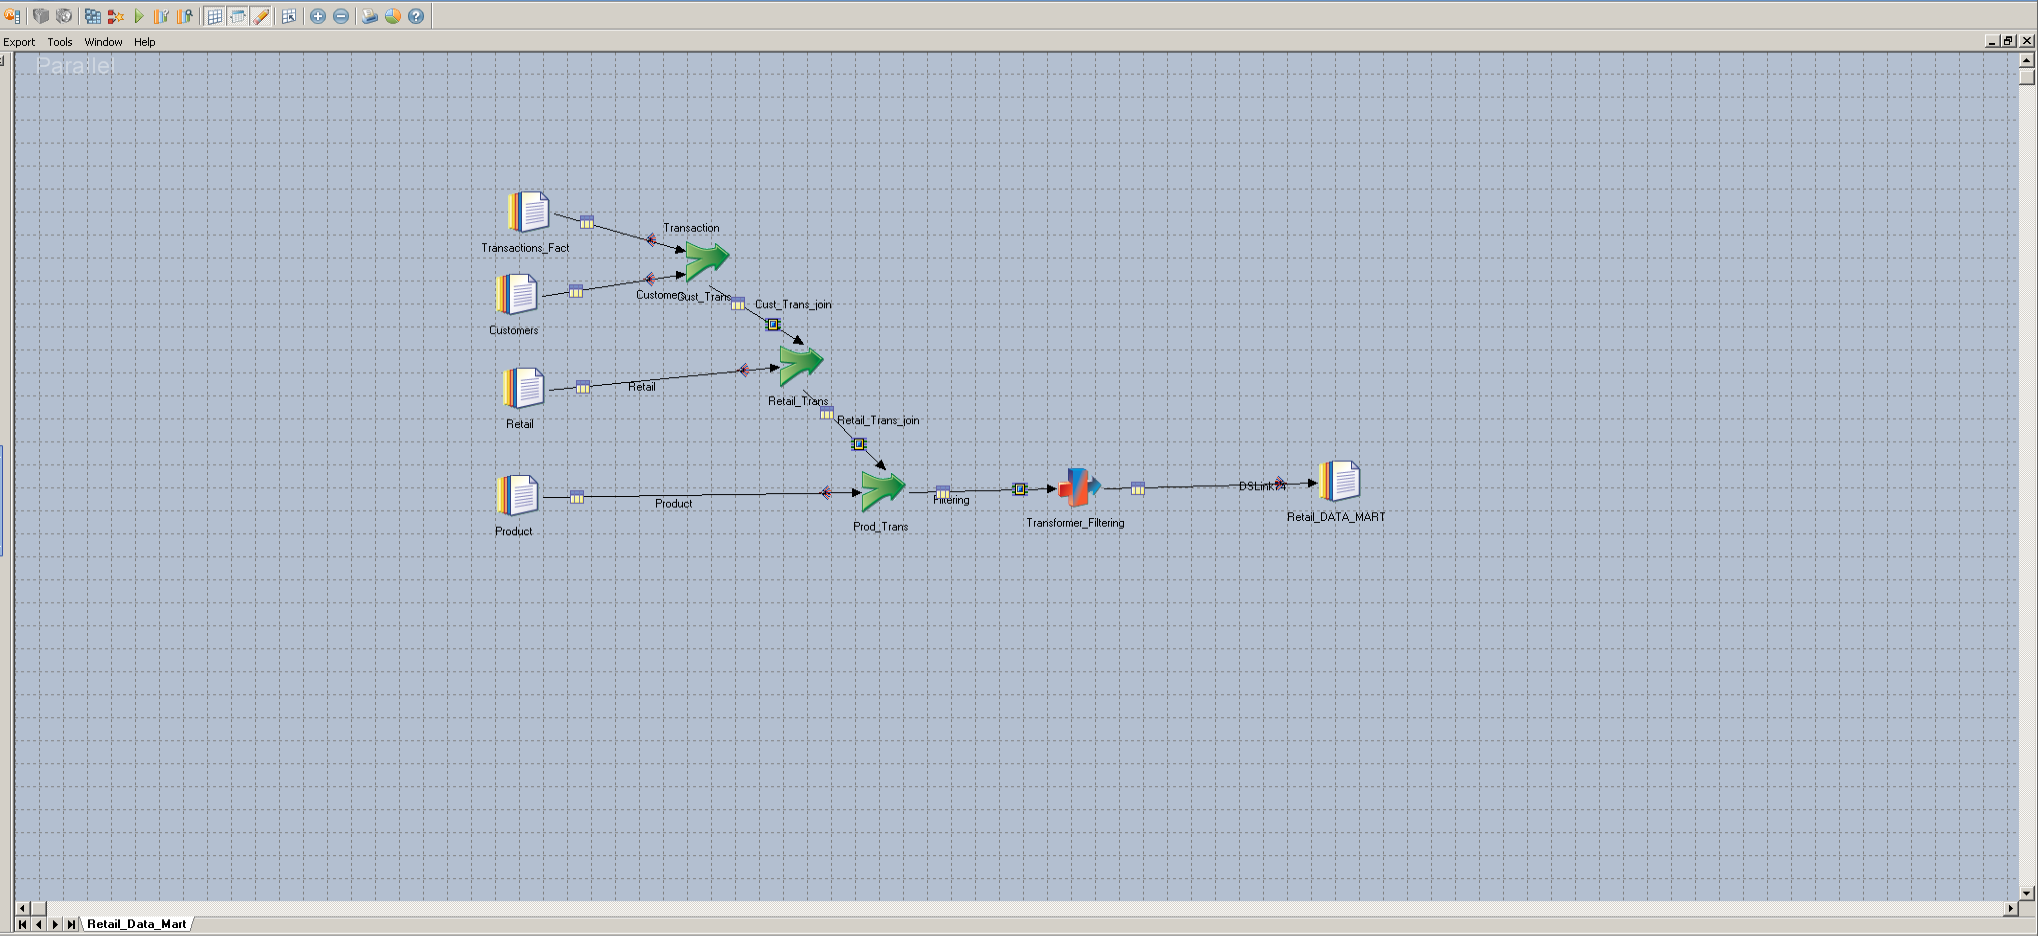 Export Tools Window Help
Parallel
Transaction
Transactions_Fact
Customers
Cust_Trans
Cust_Trans_join
Customers
Retail
Retail_Trans
Retail
Retail_Trans_join
Product
Filtering
DSLink74
Prod_Trans
Transformer_Filtering
Retail_DATA_MART
Product
Retail_Data_Mart